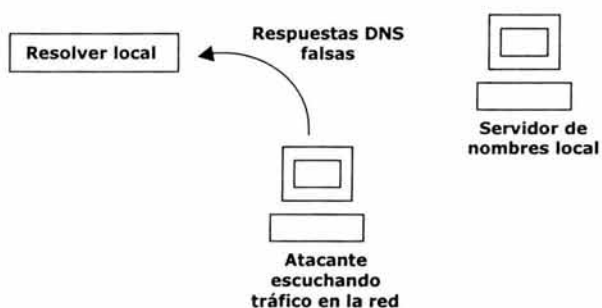 Respuestas DNS
falsas
Resolver local
Servidor de
nombres local
Atacante
escuchando
tráfico en la red